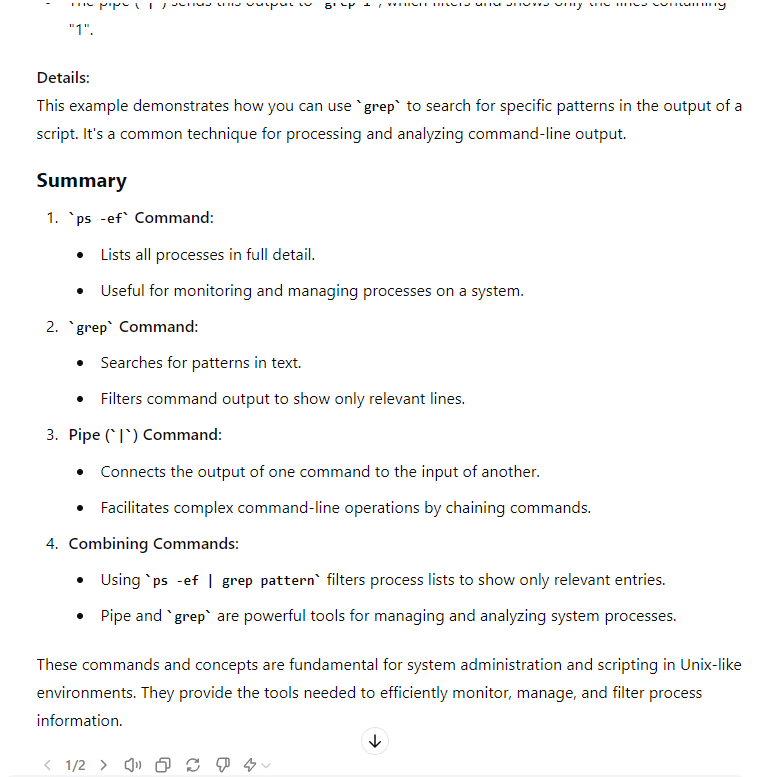 "1".
Details:
This example demonstrates how you can use `grep` to search for specific patterns in the output of a
script. It's a common technique for processing and analyzing command-line output.
Summary
1. `ps -ef` Command:
• Lists all processes in full detail.
• Useful for monitoring and managing processes on a system.
2. `grep` Command:
• Searches for patterns in text.
• Filters command output to show only relevant lines.
3. Pipe (`|`) Command:
• Connects the output of one command to the input of another.
• Facilitates complex command-line operations by chaining commands.
4. Combining Commands:
• Using `ps -ef | grep pattern` filters process lists to show only relevant entries.
• Pipe and `grep` are powerful tools for managing and analyzing system processes.
These commands and concepts are fundamental for system administration and scripting in Unix-like
environments. They provide the tools needed to efficiently monitor, manage, and filter process
information.
1/2